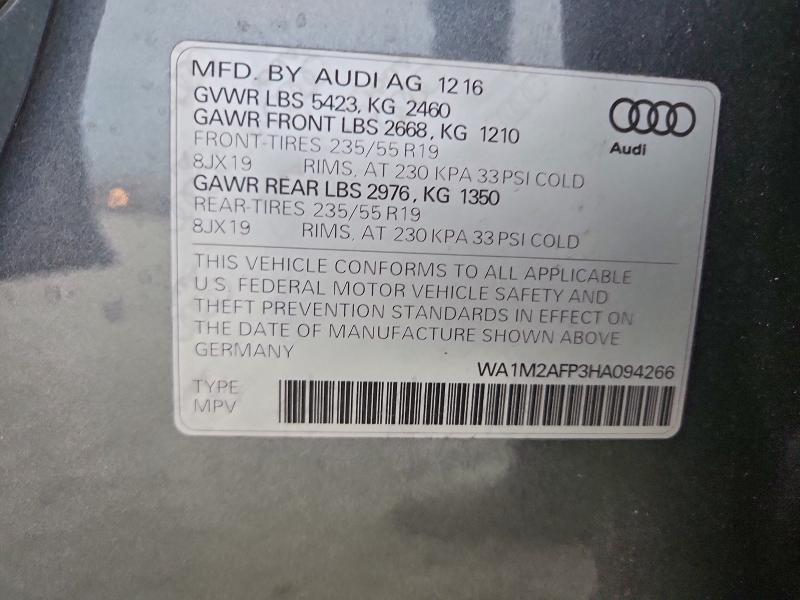 MFD. BY AUDI AG 12 16
GVWR LBS 5423, KG 2460
GAWR FRONT LBS 2668, KG 1210
FRONT-TIRES 235/55 R19
8JX19 RIMS, AT 230 KPA 33 PSI COLD
GAWR REAR LBS 2976, KG 1350
REAR-TIRES 235/55 R19
8JX19 RIMS, AT 230 KPA 33 PSI COLD
Audi
THIS VEHICLE CONFORMS TO ALL APPLICABLE
U.S. FEDERAL MOTOR VEHICLE SAFETY AND
THEFT PREVENTION STANDARDS IN EFFECT ON
THE DATE OF MANUFACTURE SHOWN ABOVE
GERMANY
WA1M2AFP3HA094266
TYPE
MPV